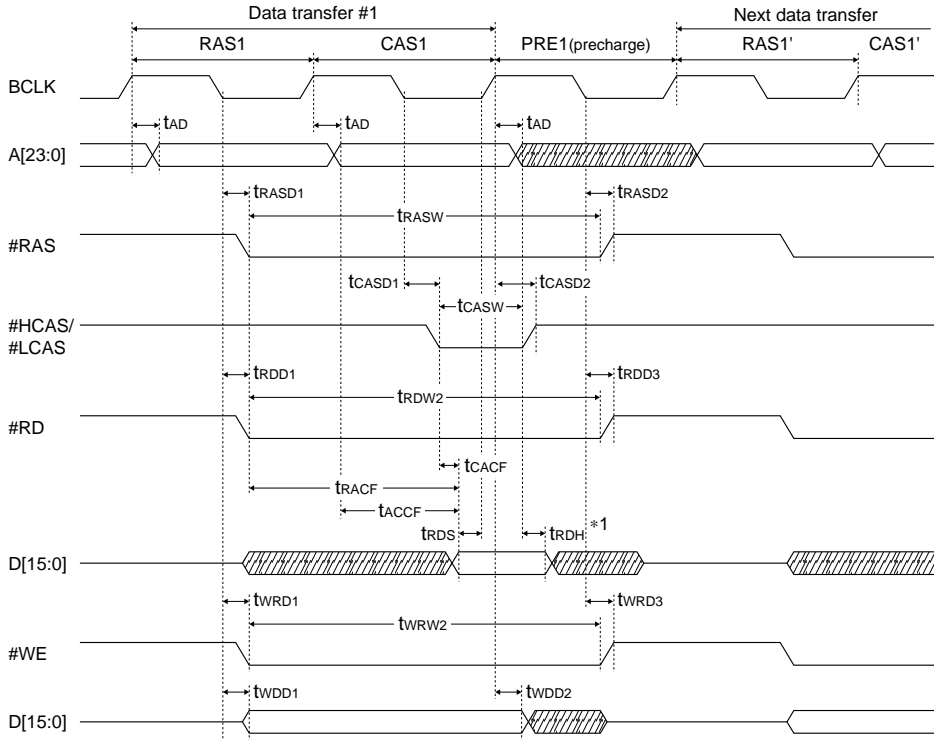 Data transfer #1 Next data transfer
RAS1 CAS1 PRE1(precharge) RAS1' CAS1'
BCLK
tAD tAD tAD
A[23:0]
tRASD1 tRASD2
tRASW
#RAS
tCASD1 tCASD2
tCASW
#HCAS/
#LCAS
tRDD1 tRDD3
tRDW2
#RD
tCACF
tRACF
tACCF
tRDS tRDH *1
D[15:0]
tWRD1 tWRD3
tWRW2
#WE
tWDD1 tWDD2
D[15:0]